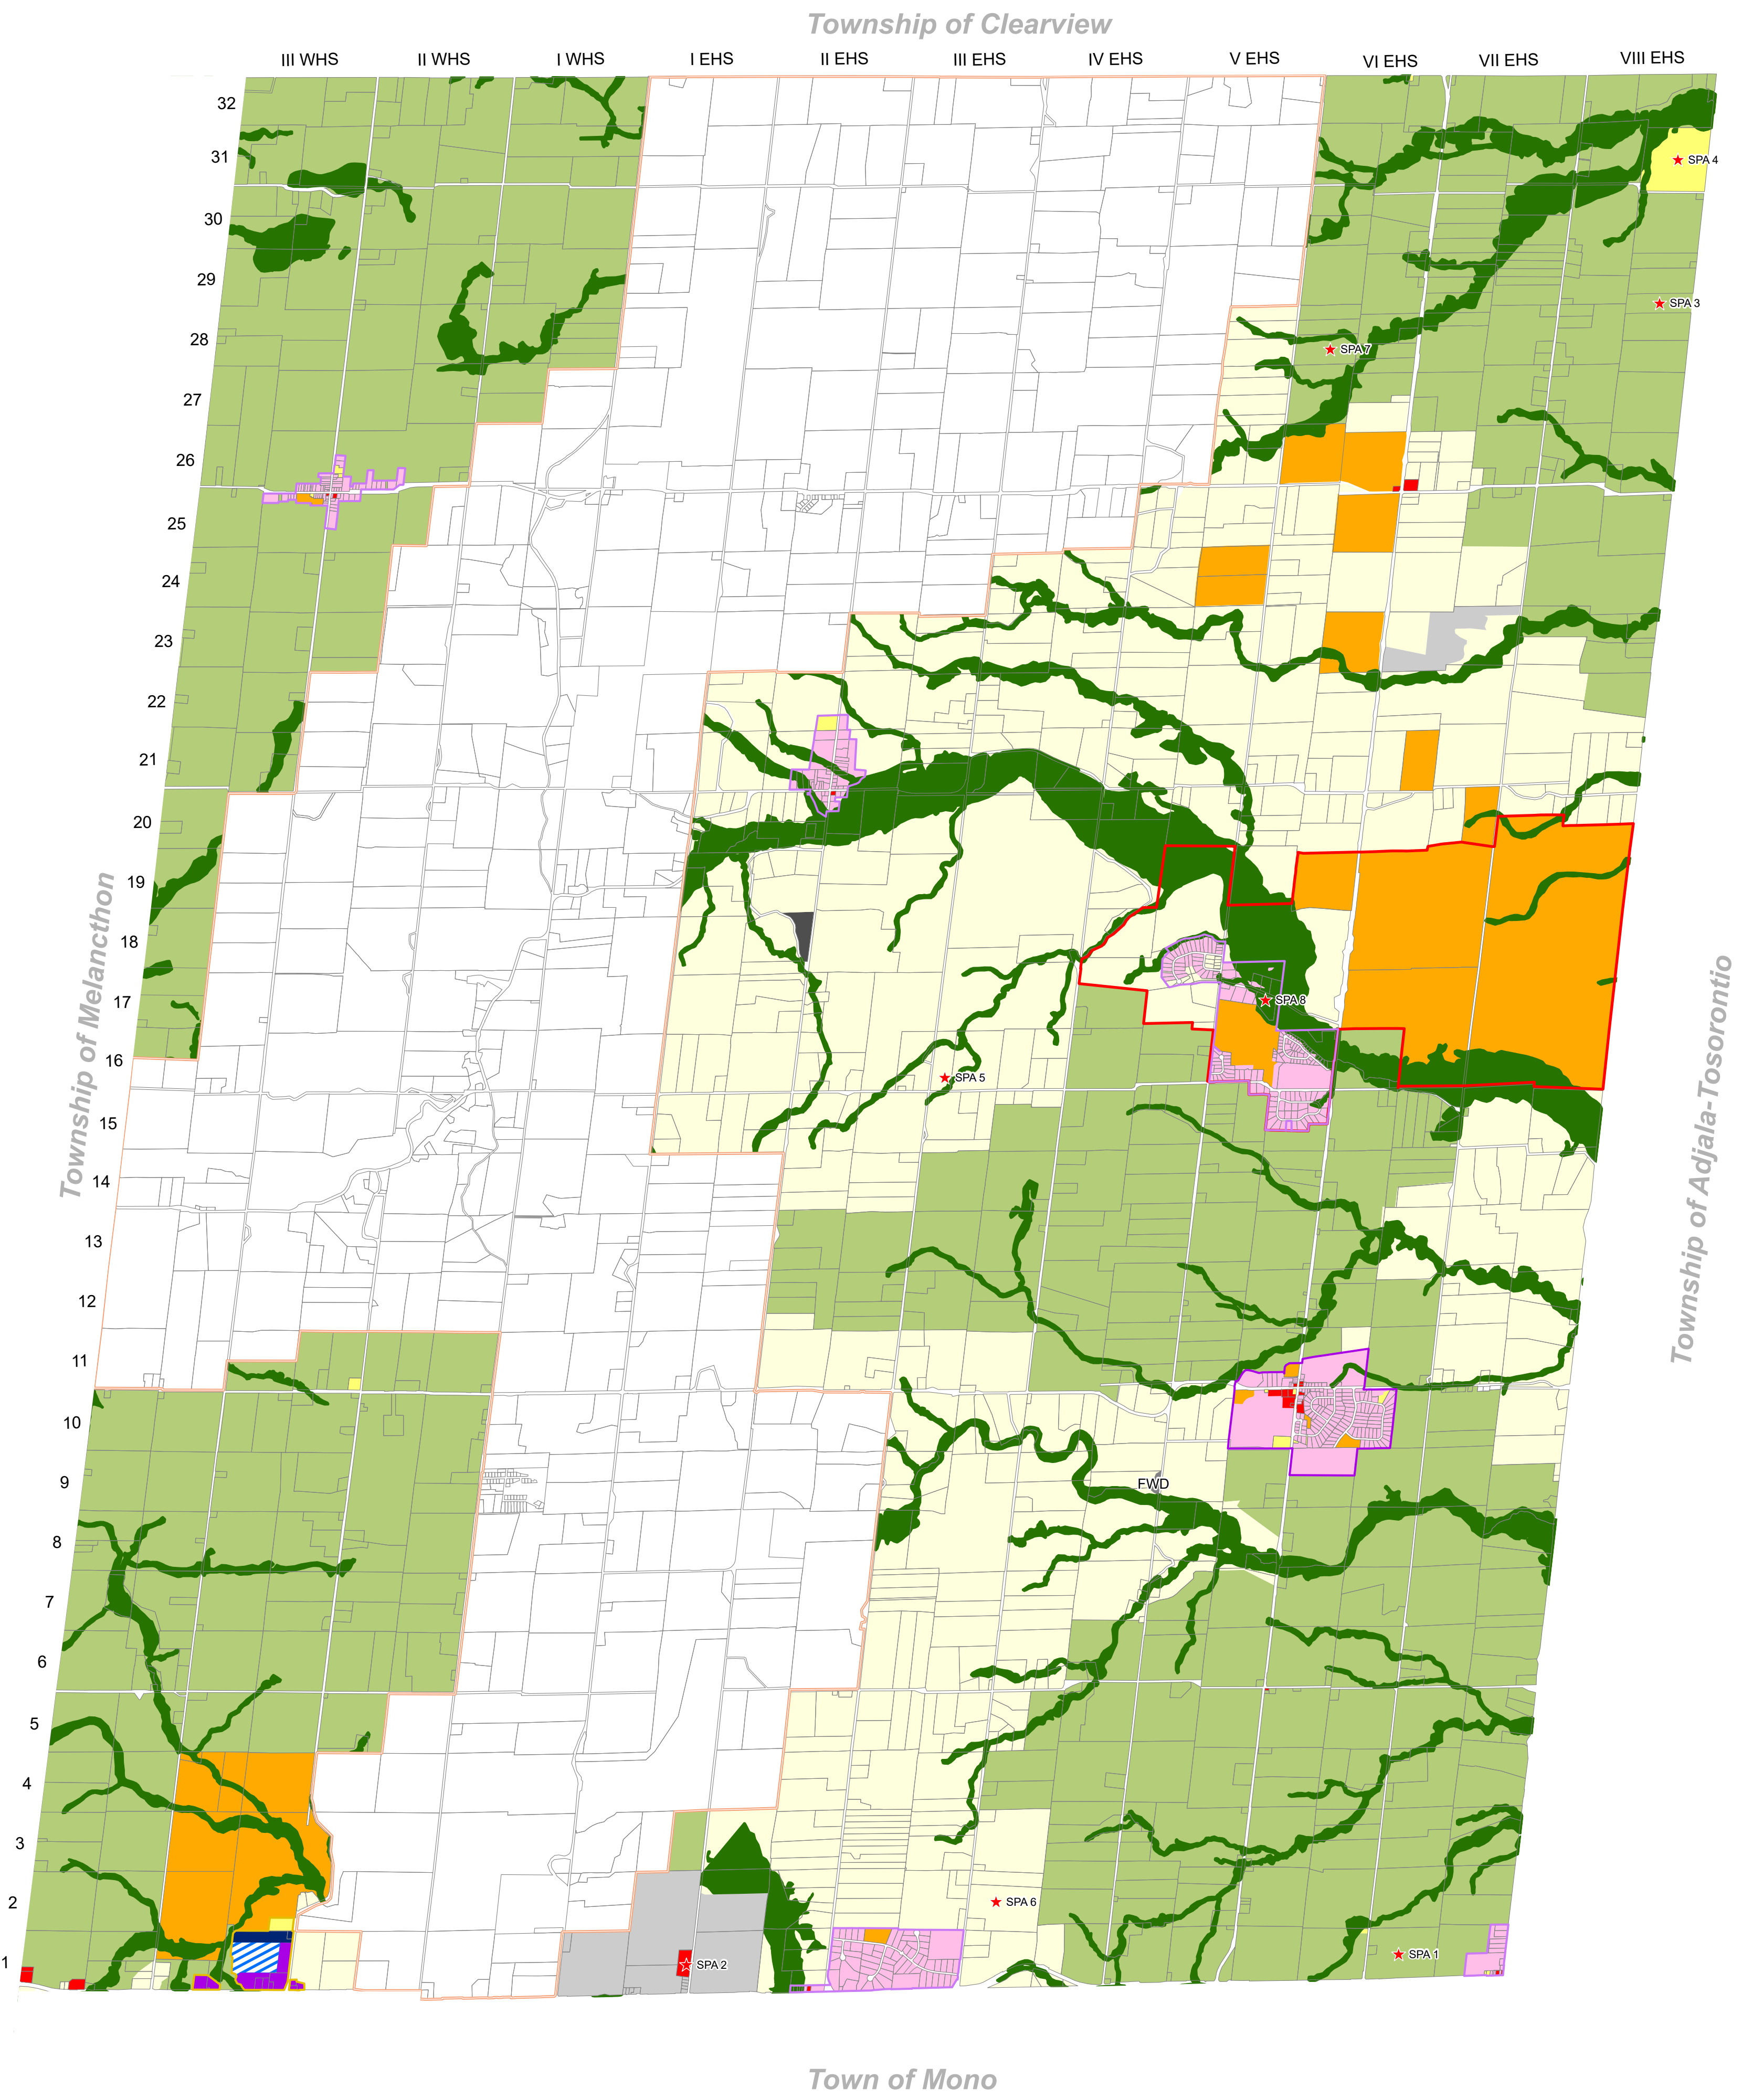 Township of Clearview
III WHS II WHS I WHS I EHS II EHS III EHS IV EHS V EHS VI EHS VII EHS VIII EHS
32
31
SPA 4
30
29
SPA 3
28
SPA 7
27
26
25
24
23
22
21
20
19
18
17
SPA 8
16
SPA 5
15
14
13
12
11
10
9
FWD
8
7
6
5
4
3
2
SPA 6
1
SPA 1
SPA 2
Township of Melancthon
Township of Adjala-Tosorontio
Town of Mono